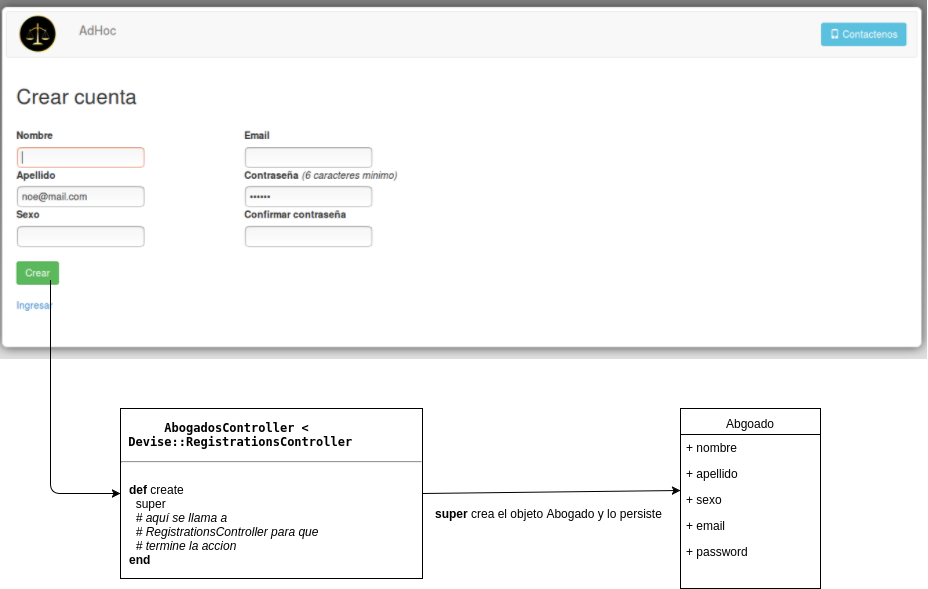 AdHoc
Contactenos
Crear cuenta
Nombre
Email
Apellido
Contraseña (6 caracteres minimo)
noe@mail.com
••••••
Sexo
Confirmar contraseña
Crear
Ingresar
AbogadosController <
Devise::RegistrationsController
def create
super
# aquí se llama a
# RegistrationsController para que
# termine la accion
end
super crea el objeto Abogado y lo persiste
Abgoado
+ nombre
+ apellido
+ sexo
+ email
+ password